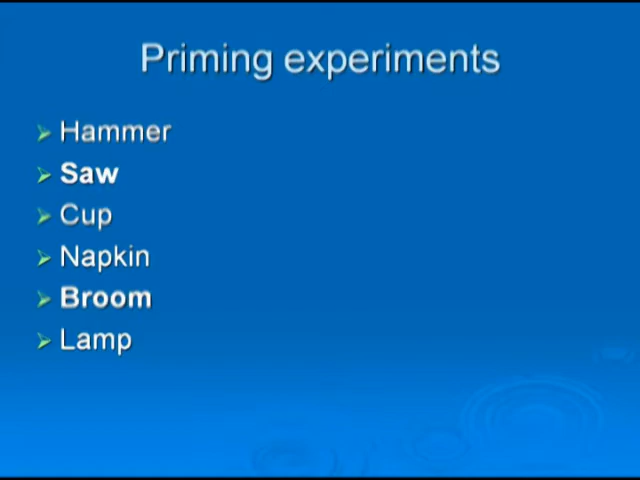 Priming experiments
Hammer
Saw
Cup
Napkin
Broom
Lamp